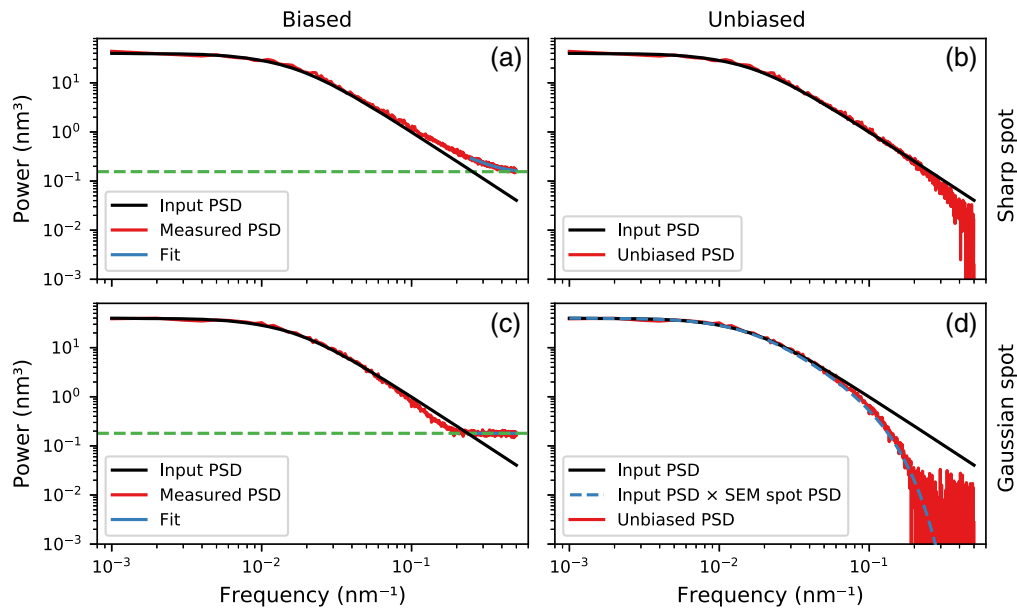 Biased
Unbiased
(a)
Power (nm³)
10¹
10⁰
10⁻¹
10⁻²
10⁻³
Input PSD
Measured PSD
Fit
(b)
Sharp spot
Input PSD
Unbiased PSD
(c)
Power (nm³)
10¹
10⁰
10⁻¹
10⁻²
10⁻³
Input PSD
Measured PSD
Fit
10⁻³
10⁻²
10⁻¹
Frequency (nm⁻¹)
(d)
Gaussian spot
Input PSD
Input PSD × SEM spot PSD
Unbiased PSD
10⁻³
10⁻²
10⁻¹
Frequency (nm⁻¹)